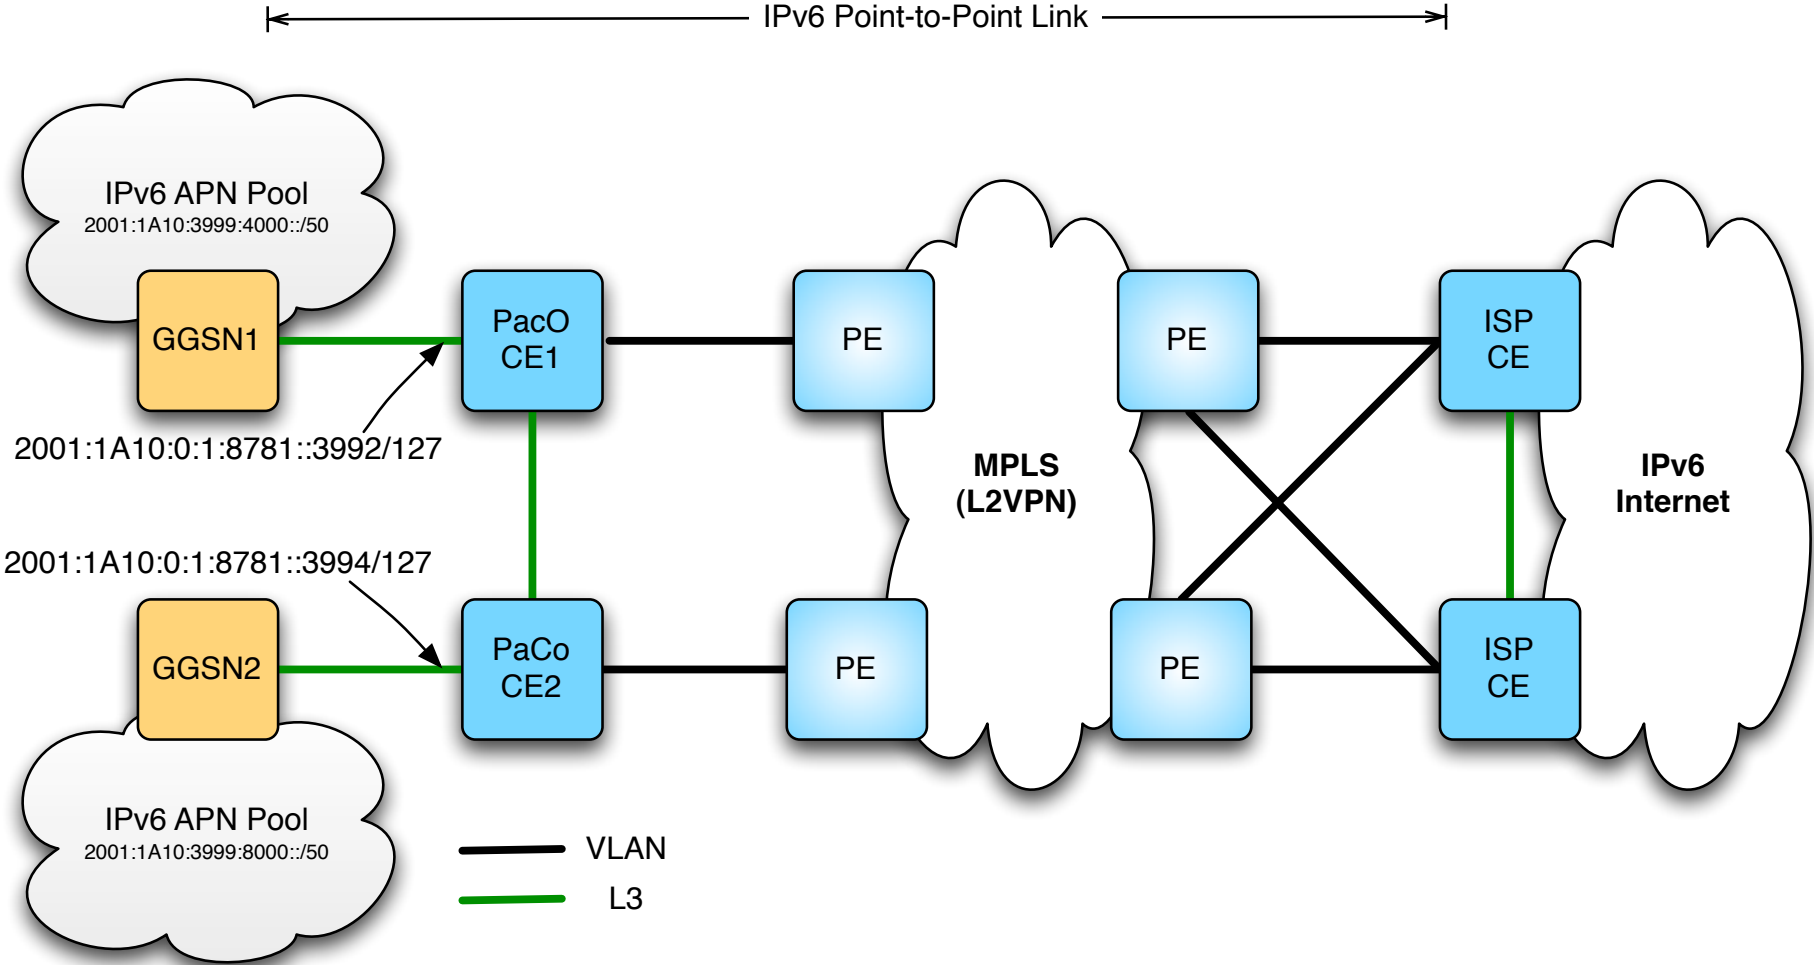 IPv6 Point-to-Point Link
IPv6 APN Pool
2001:1A10:3999:4000::/50
GGSN1
PacO
CE1
PE
PE
ISP
CE
2001:1A10:0:1:8781::3992/127
MPLS
(L2VPN)
IPv6
Internet
2001:1A10:0:1:8781::3994/127
GGSN2
PaCo
CE2
PE
PE
ISP
CE
IPv6 APN Pool
2001:1A10:3999:8000::/50
VLAN
L3